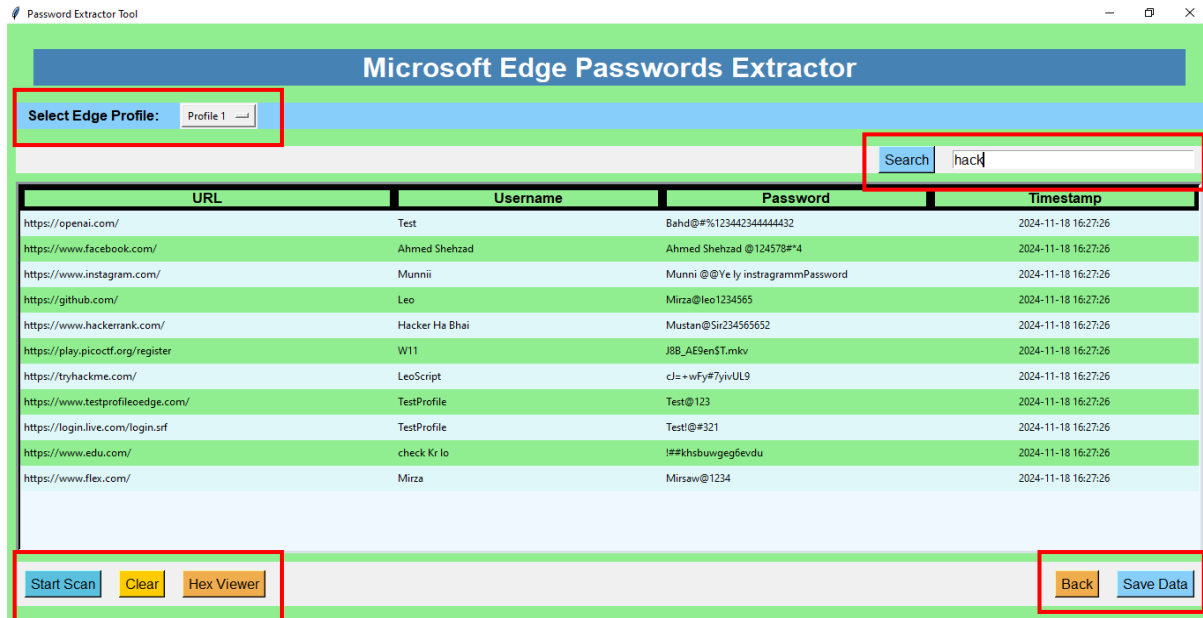 Password Extractor Tool
Microsoft Edge Passwords Extractor
Select Edge Profile: Profile 1
Search hack
URL Username Password Timestamp
https://openai.com/ Test Bahd@#%123442344444432 2024-11-18 16:27:26
https://www.facebook.com/ Ahmed Shehzad Ahmed Shehzad @124578#*4 2024-11-18 16:27:26
https://www.instagram.com/ Munnii Munni @@Ye ly instragrammPassword 2024-11-18 16:27:26
https://github.com/ Leo Mirza@leo1234565 2024-11-18 16:27:26
https://www.hackerrank.com/ Hacker Ha Bhai Mustan@Sir234565652 2024-11-18 16:27:26
https://play.picoctf.org/register W11 J8B_AE9en$T.mkv 2024-11-18 16:27:26
https://tryhackme.com/ LeoScript cJ=+wFy#7yivUL9 2024-11-18 16:27:26
https://www.testprofileoedge.com/ TestProfile Test@123 2024-11-18 16:27:26
https://login.live.com/login.srf TestProfile Test!@#321 2024-11-18 16:27:26
https://www.edu.com/ check Kr lo !##khsbuwgeg6evdu 2024-11-18 16:27:26
https://www.flex.com/ Mirza Mirsaw@1234 2024-11-18 16:27:26
Start Scan Clear Hex Viewer Back Save Data